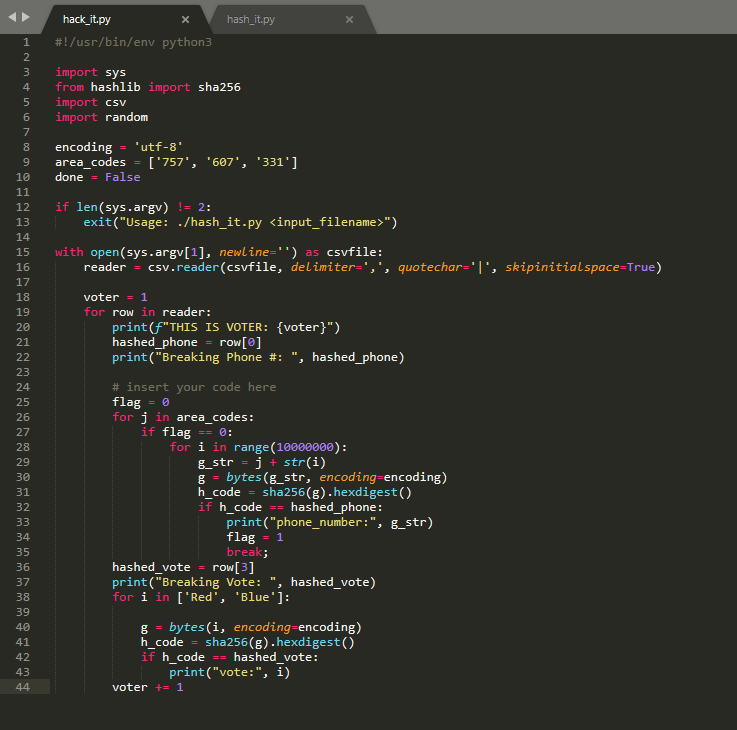 hack_it.py × hash_it.py ×
1 #!/usr/bin/env python3
2
3 import sys
4 from hashlib import sha256
5 import csv
6 import random
7
8 encoding = 'utf-8'
9 area_codes = ['757', '607', '331']
10 done = False
11
12 if len(sys.argv) != 2:
13     exit("Usage: ./hash_it.py <input_filename>")
14
15 with open(sys.argv[1], newline='') as csvfile:
16     reader = csv.reader(csvfile, delimiter=',', quotechar='|', skipinitialspace=True)
17
18     voter = 1
19     for row in reader:
20         print(f"THIS IS VOTER: {voter}")
21         hashed_phone = row[0]
22         print("Breaking Phone #: ", hashed_phone)
23
24         # insert your code here
25         flag = 0
26         for j in area_codes:
27             if flag == 0:
28                 for i in range(10000000):
29                     g_str = j + str(i)
30                     g = bytes(g_str, encoding=encoding)
31                     h_code = sha256(g).hexdigest()
32                     if h_code == hashed_phone:
33                         print("phone_number:", g_str)
34                         flag = 1
35                         break;
36         hashed_vote = row[3]
37         print("Breaking Vote: ", hashed_vote)
38         for i in ['Red', 'Blue']:
39
40             g = bytes(i, encoding=encoding)
41             h_code = sha256(g).hexdigest()
42             if h_code == hashed_vote:
43                 print("vote:", i)
44         voter += 1